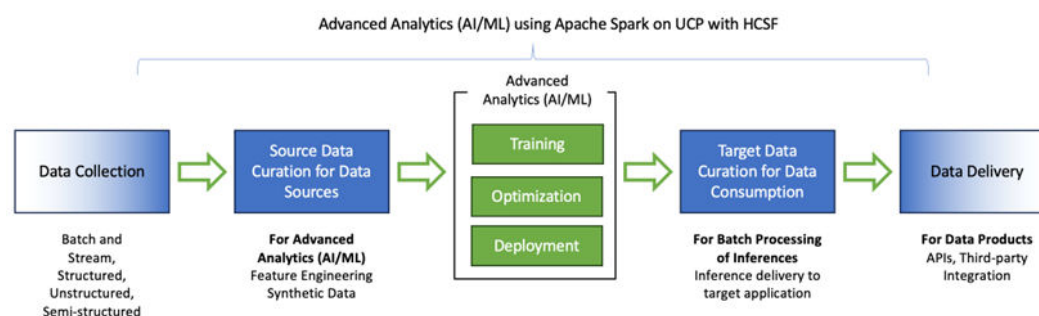 Advanced Analytics (AI/ML) using Apache Spark on UCP with HCSF
Data Collection
Batch and
Stream,
Structured,
Unstructured,
Semi-structured
Source Data
Curation for Data
Sources
For Advanced
Analytics (AI/ML)
Feature Engineering
Synthetic Data
Advanced
Analytics (AI/ML)
Training
Optimization
Deployment
Target Data
Curation for Data
Consumption
For Batch Processing
of Inferences
Inference delivery to
target application
Data Delivery
For Data Products
APIs, Third-party
Integration